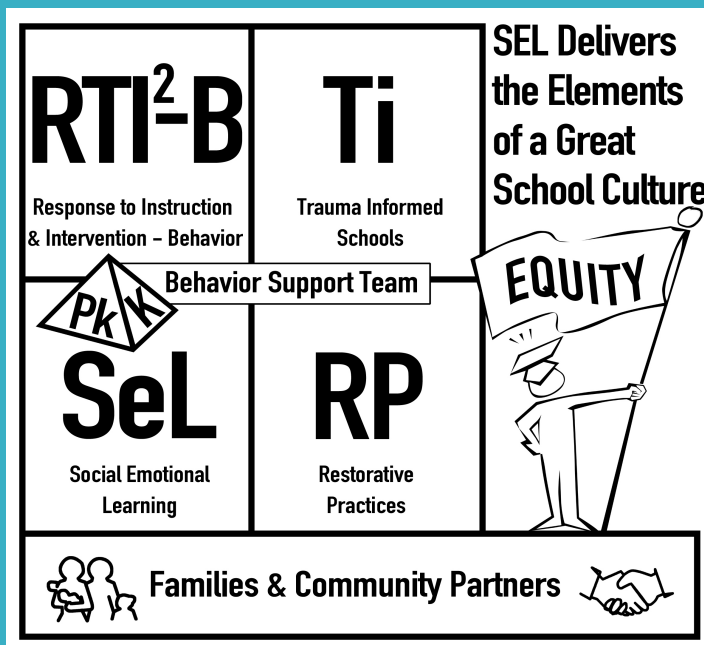 SEL Delivers
the Elements
of a Great
School Culture
RTI²-B
Response to Instruction
& Intervention – Behavior
Ti
Trauma Informed
Schools
Behavior Support Team
Pk K
SeL
Social Emotional
Learning
RP
Restorative
Practices
EQUITY
Families & Community Partners